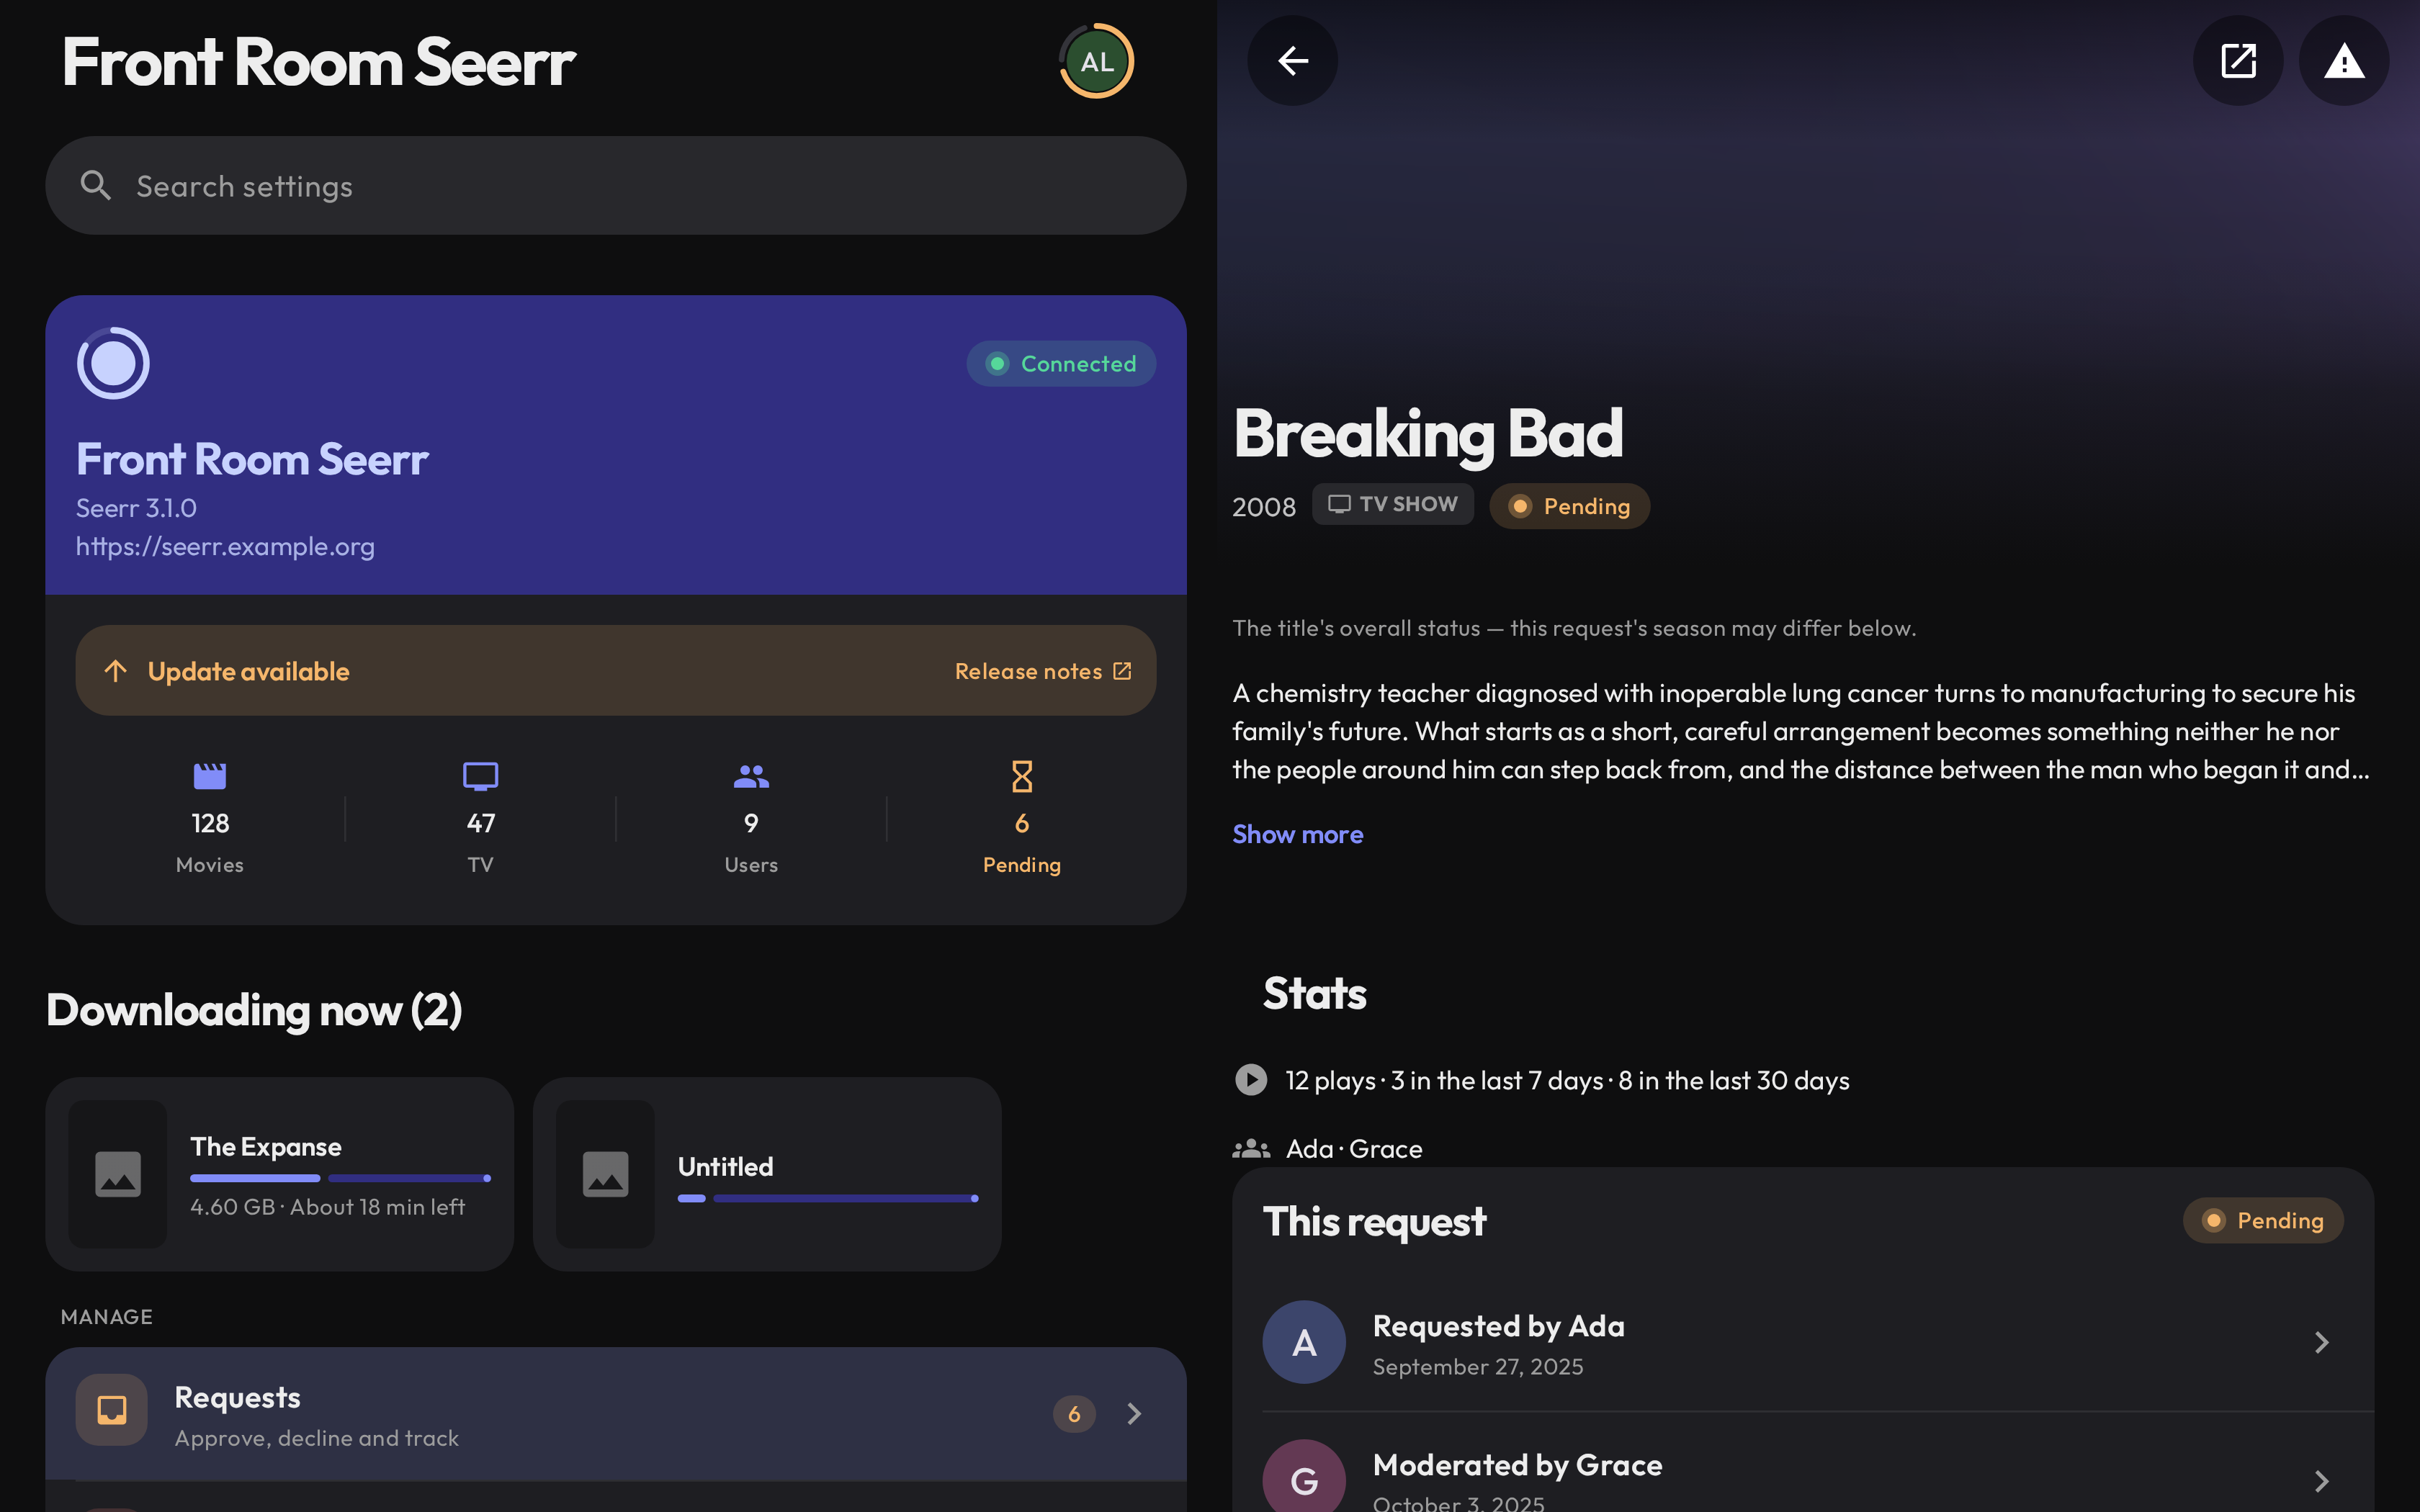 Front Room Seerr
AL
Search settings
Connected
Front Room Seerr
Seerr 3.1.0
https://seerr.example.org
Update available
Release notes
128
Movies
47
TV
9
Users
6
Pending
Downloading now (2)
The Expanse
4.60 GB · About 18 min left
Untitled
MANAGE
Requests
Approve, decline and track
6
Breaking Bad
2008
TV SHOW
Pending
The title's overall status — this request's season may differ below.
A chemistry teacher diagnosed with inoperable lung cancer turns to manufacturing to secure his
family's future. What starts as a short, careful arrangement becomes something neither he nor
the people around him can step back from, and the distance between the man who began it and...
Show more
Stats
12 plays · 3 in the last 7 days · 8 in the last 30 days
Ada · Grace
This request
Pending
A
Requested by Ada
September 27, 2025
G
Moderated by Grace
October 3, 2025